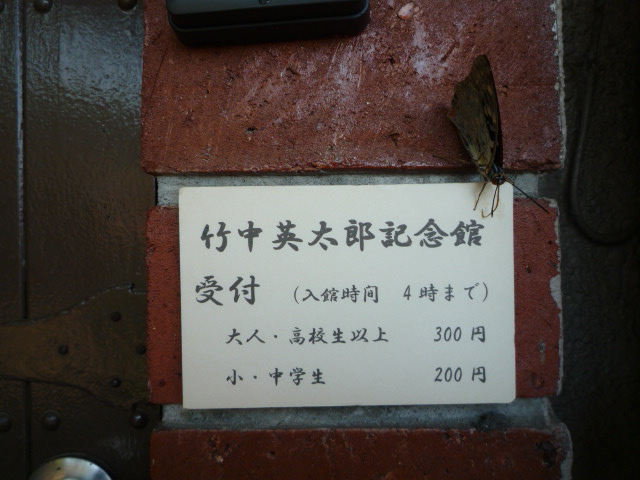 竹中英太郎記念館
受付 (入館時間 4時まで)
大人・高校生以上 300円
小・中学生 200円